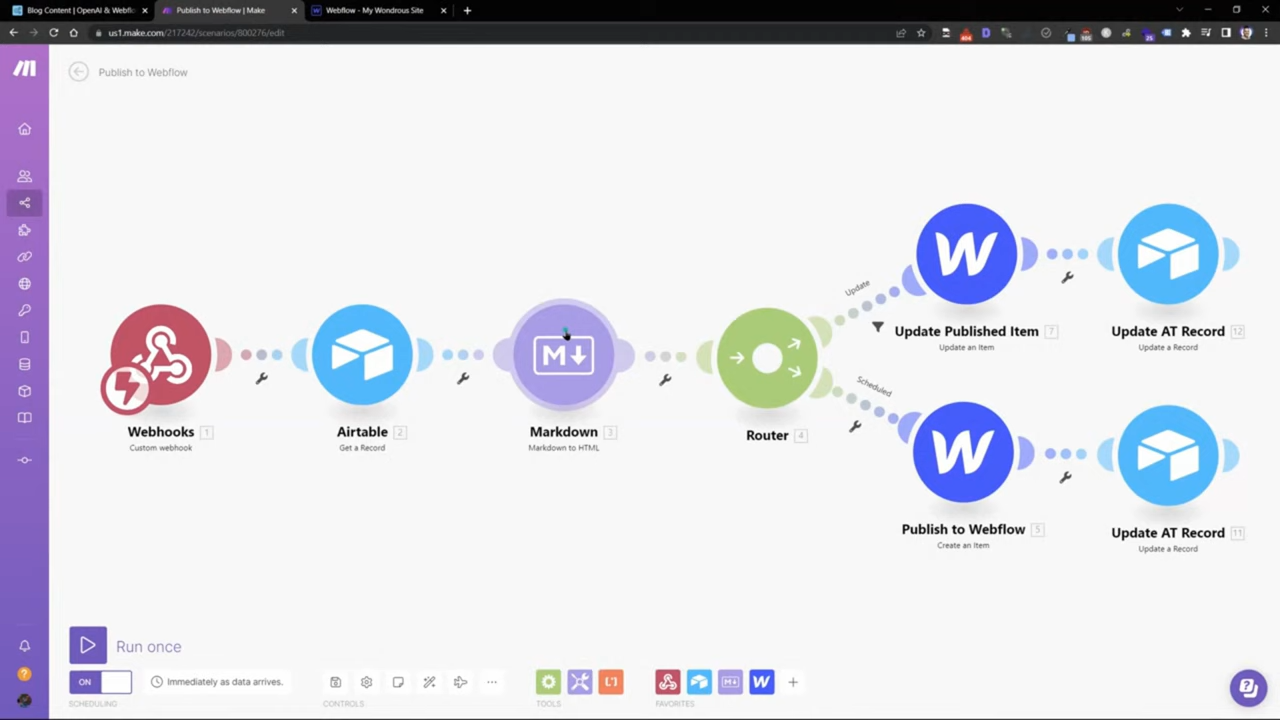 Blog Content | OpenAI & Webflo
Publish to Webflow | Make
Webflow - My Wondrous Site
us1.make.com/217242/scenarios/800276/edit
Publish to Webflow
Update
Update Published Item 7
Update an Item
Update AT Record 12
Update a Record
M
Scheduled
Webhooks 1
Custom webhook
Airtable 2
Get a Record
Markdown 3
Markdown to HTML
Router 4
Publish to Webflow 5
Create an Item
Update AT Record 11
Update a Record
Run once
ON
Immediately as data arrives.
SCHEDULING
CONTROLS
TOOLS
FAVORITES